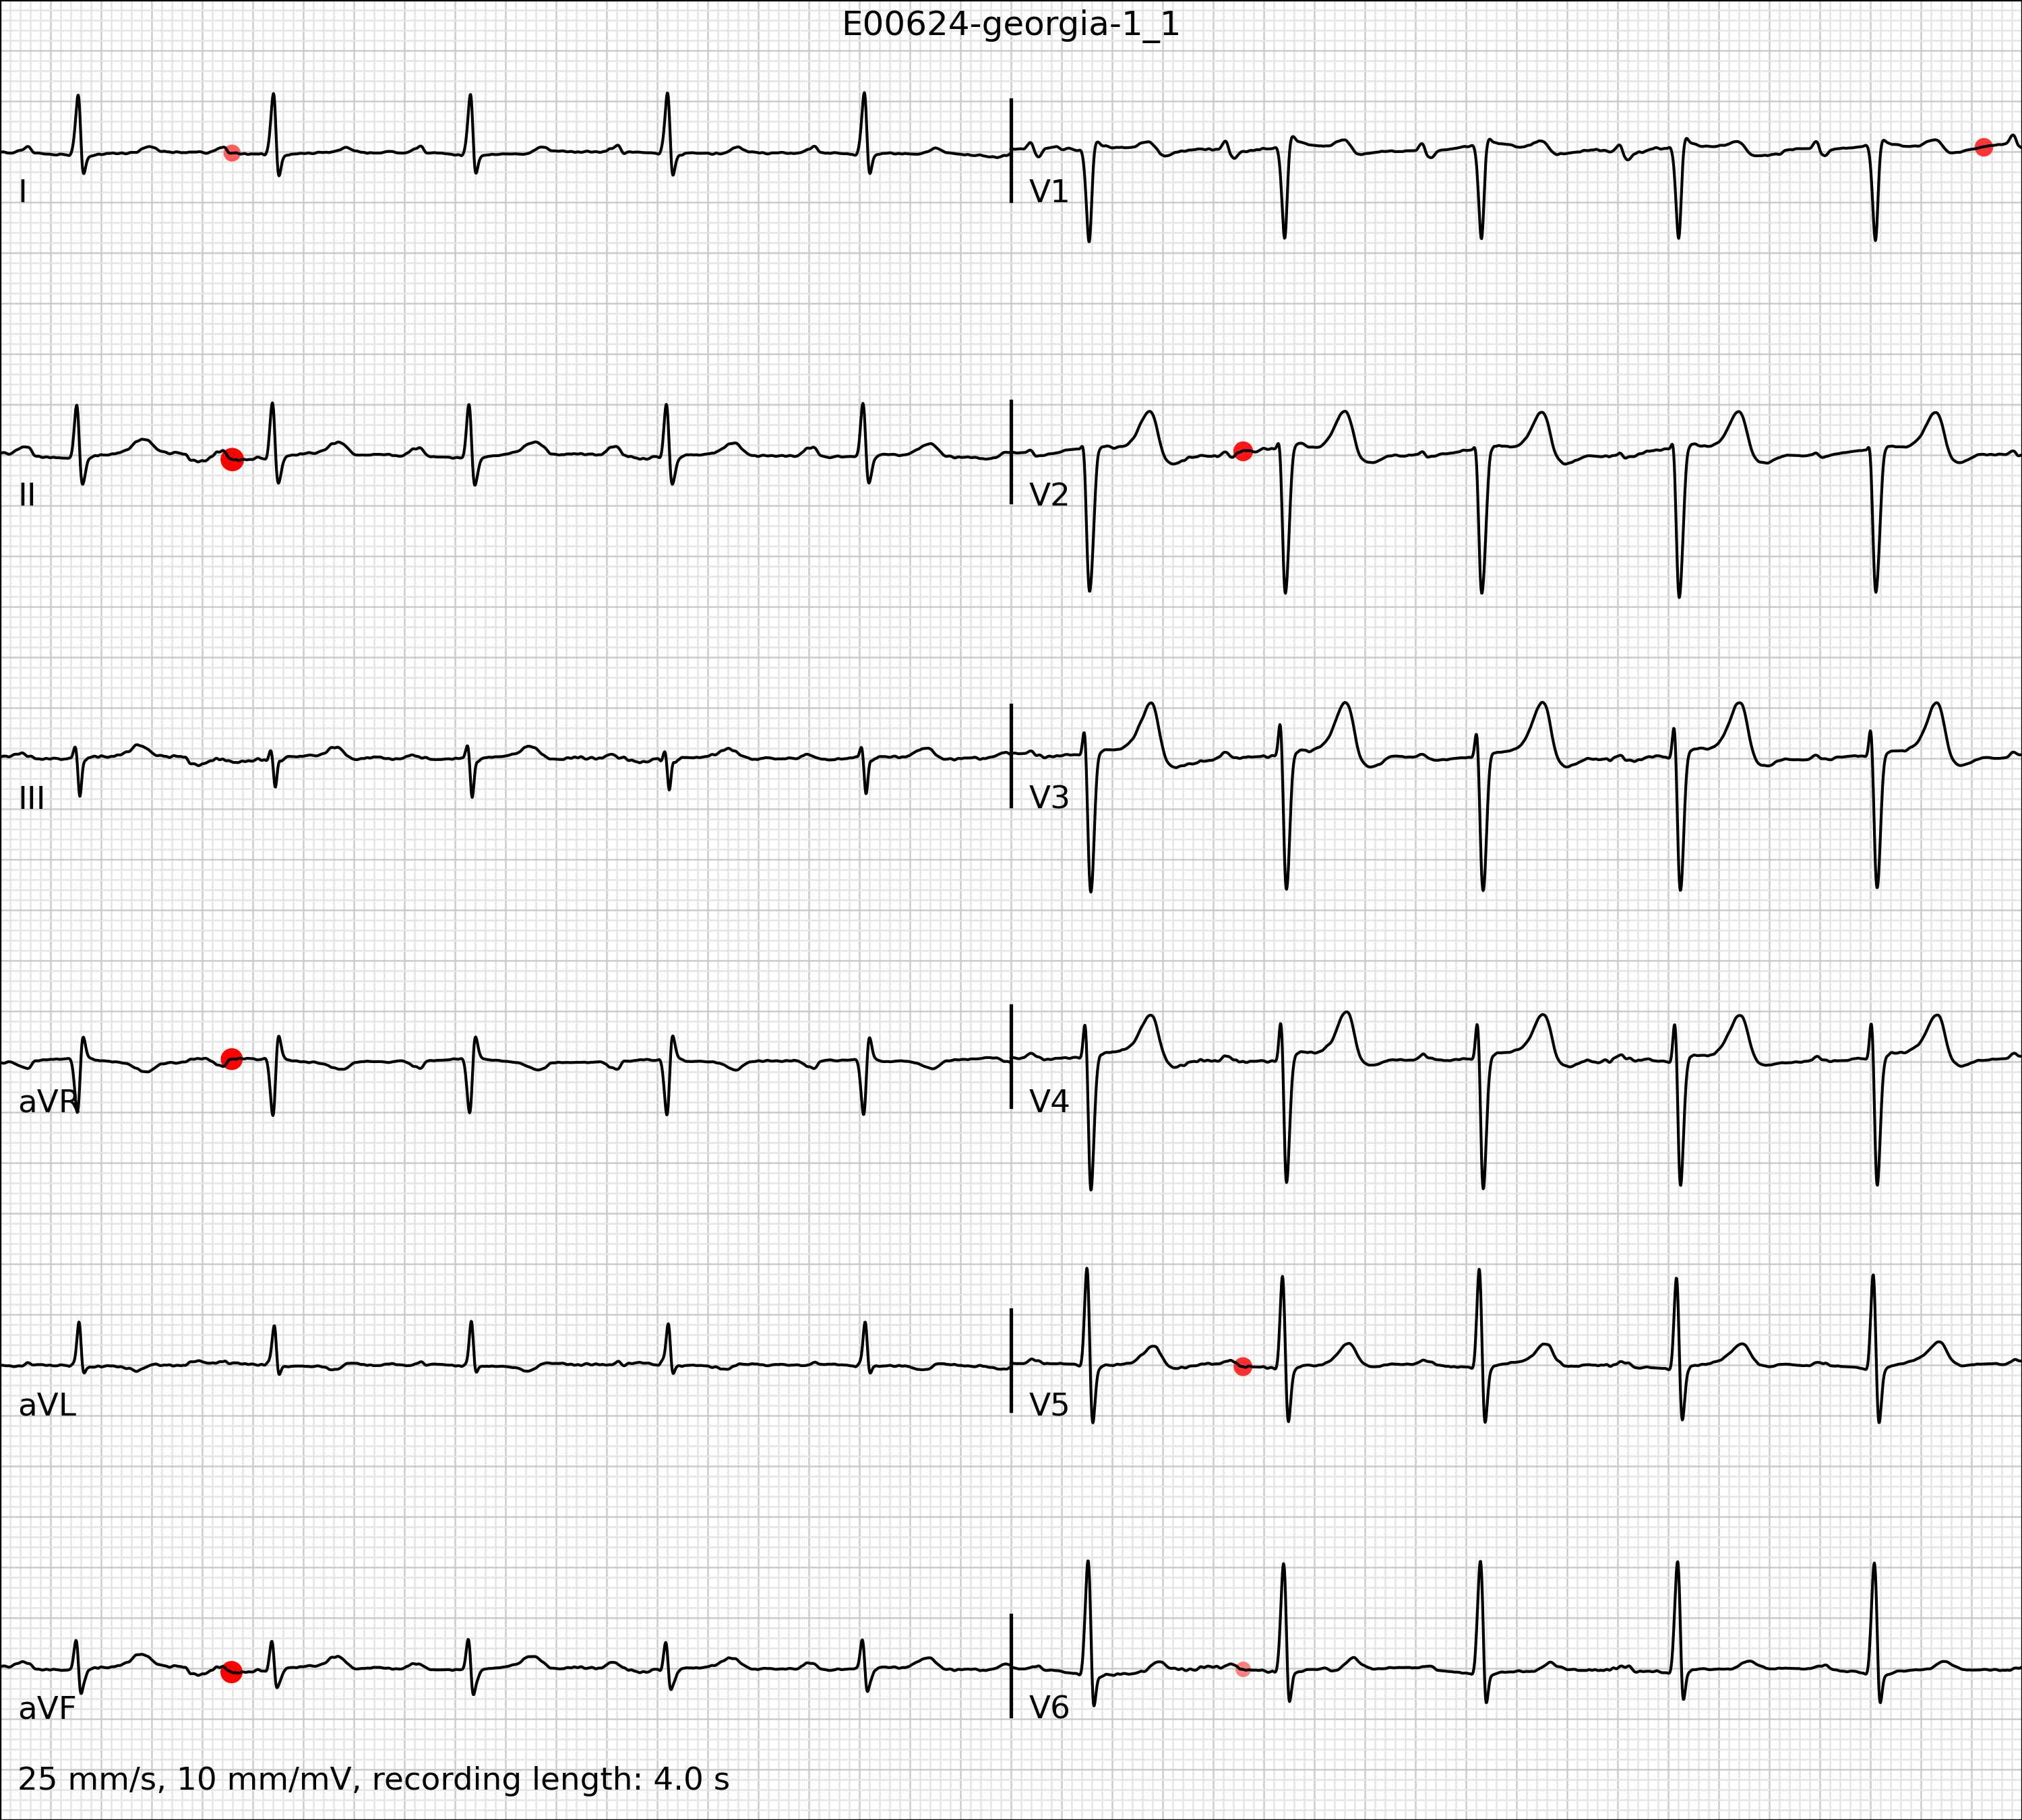 E00624-georgia-1_1
I
V1
II
V2
III
V3
aVR
V4
aVL
V5
aVF
V6
25 mm/s, 10 mm/mV, recording length: 4.0 s